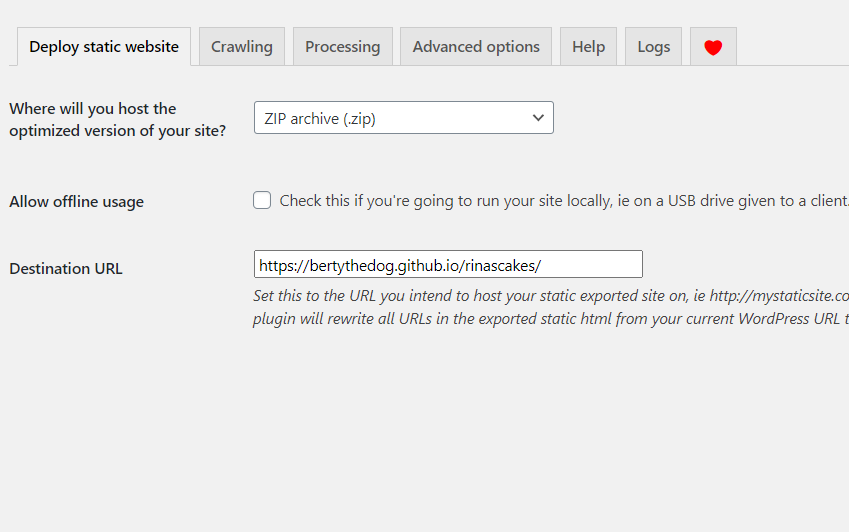 Deploy static website
Crawling
Processing
Advanced options
Help
Logs
Where will you host the
optimized version of your site?
ZIP archive (.zip)
Allow offline usage
Check this if you're going to run your site locally, ie on a USB drive given to a client.
Destination URL
https://bertythedog.github.io/rinascakes/
Set this to the URL you intend to host your static exported site on, ie http://mystaticsite.co
plugin will rewrite all URLs in the exported static html from your current WordPress URL t